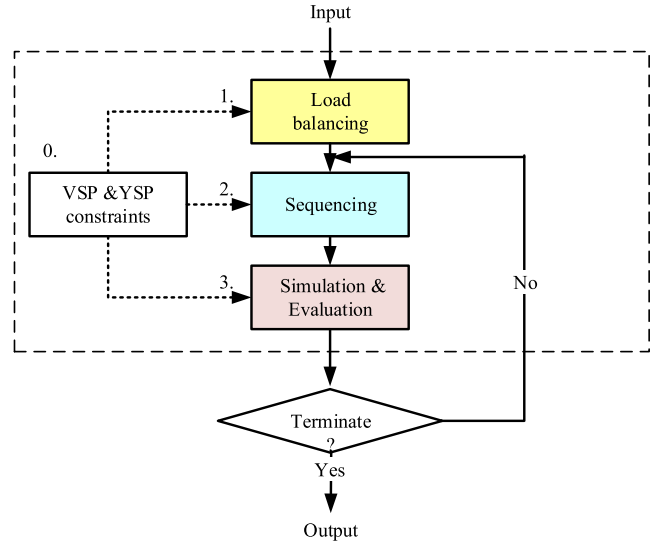 Input
1.
Load
balancing
0.
VSP &YSP
constraints
2.
Sequencing
3.
Simulation &
Evaluation
No
Terminate
?
Yes
Output